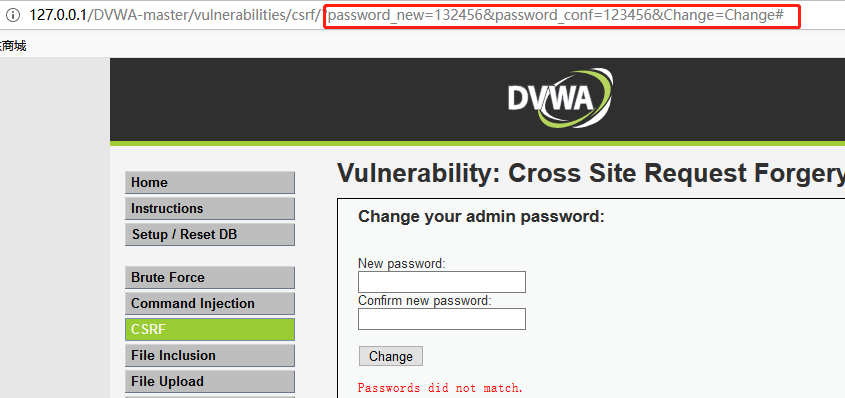 127.0.0.1/DVWA-master/vulnerabilities/csrf/?password_new=132456&password_conf=123456&Change=Change#
商城
DVWA
Vulnerability: Cross Site Request Forgery
Home
Instructions
Setup / Reset DB
Brute Force
Command Injection
CSRF
File Inclusion
File Upload
Change your admin password:
New password:
Confirm new password:
Change
Passwords did not match.